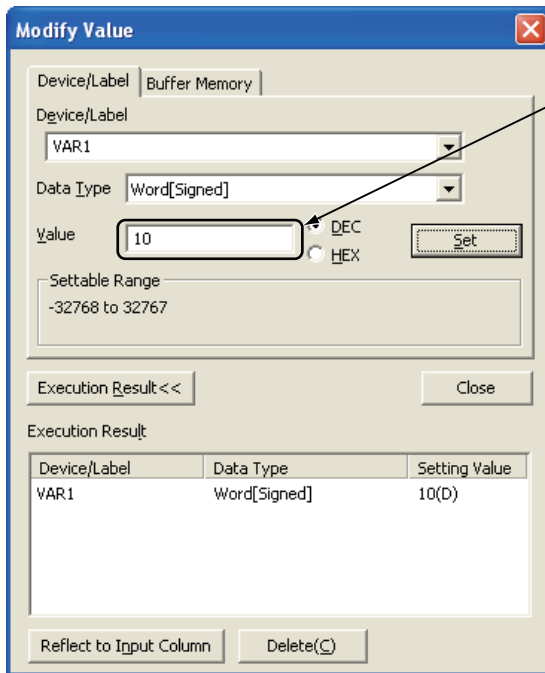 Modify Value
Device/Label Buffer Memory
Device/Label
VAR1
Data Type Word[Signed]
Value 10 DEC Set
HEX
Settable Range
-32768 to 32767
Execution Result<< Close
Execution Result
Device/Label Data Type Setting Value
VAR1 Word[Signed] 10(D)
Reflect to Input Column Delete(C)